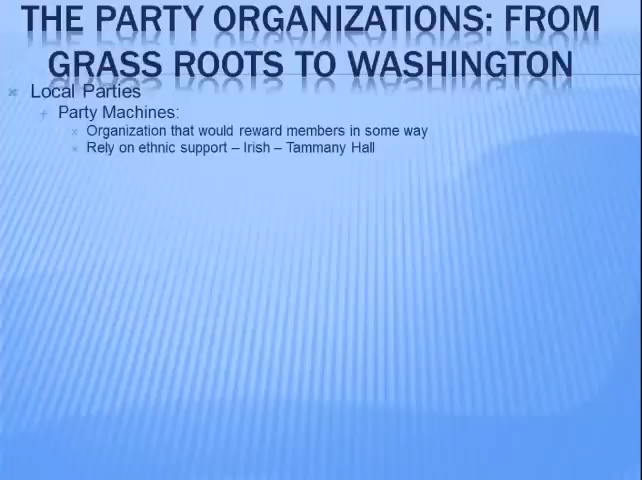 THE PARTY ORGANIZATIONS: FROM
GRASS ROOTS TO WASHINGTON
Local Parties
Party Machines:
Organization that would reward members in some way
Rely on ethnic support – Irish – Tammany Hall